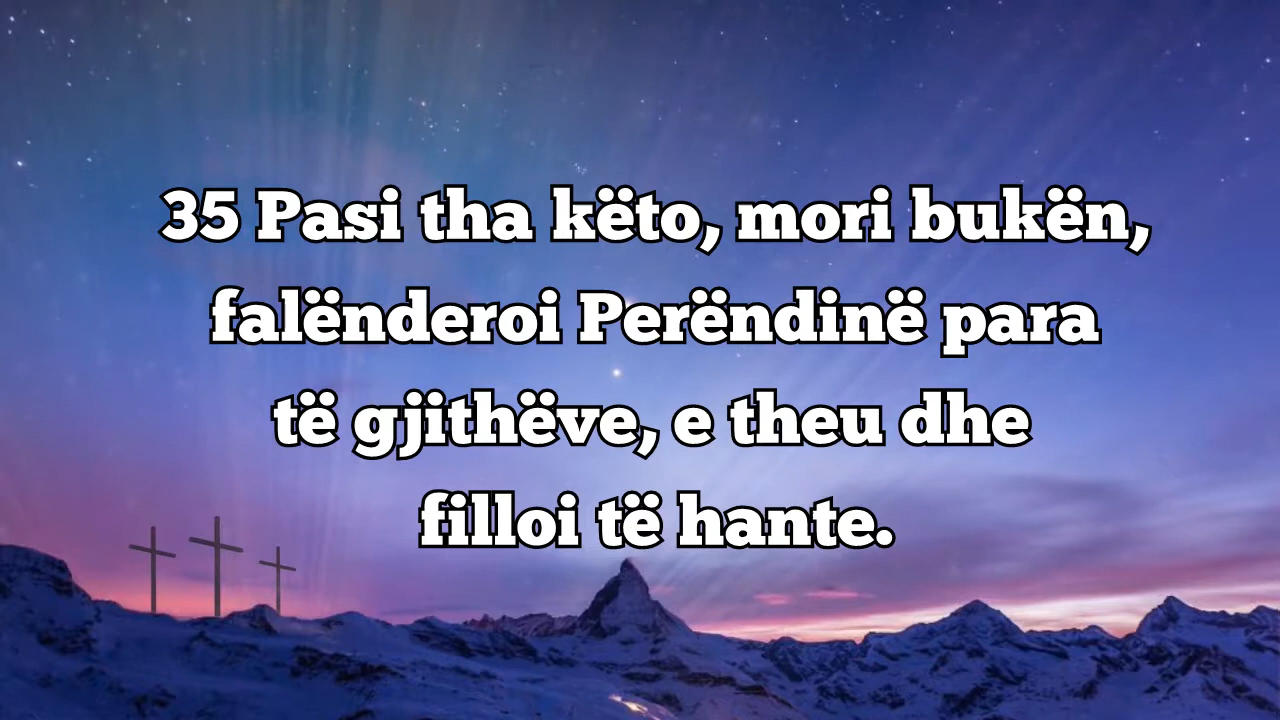 35 Pasi tha këto, mori bukën,
falënderoi Perëndinë para
të gjithëve, e theu dhe
filloi të hante.